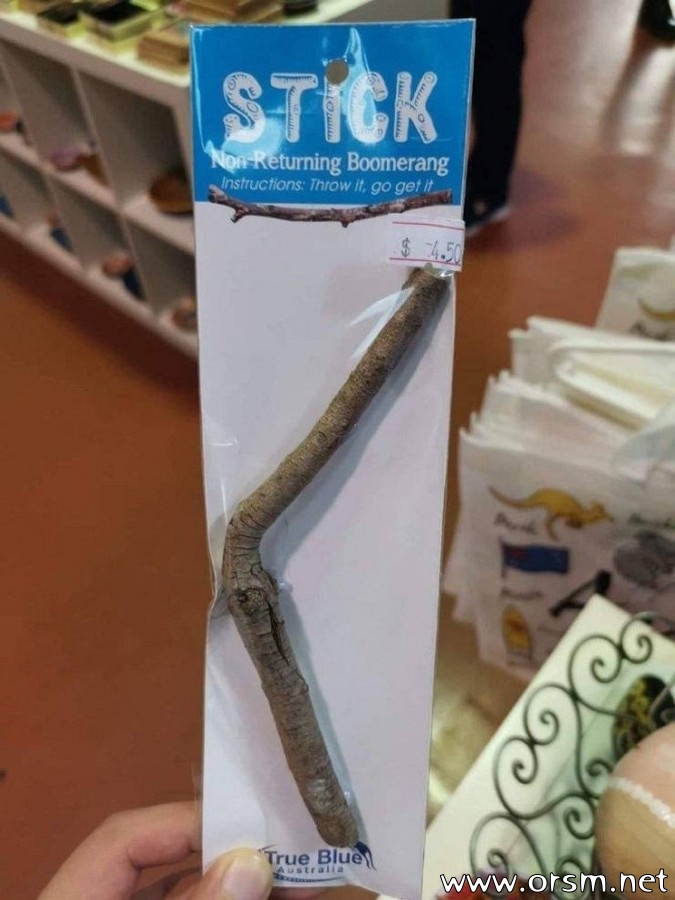 STICK
Non-Returning Boomerang
Instructions: Throw it, go get it
$ 4.50
True Blue
Australia
www.orsm.net